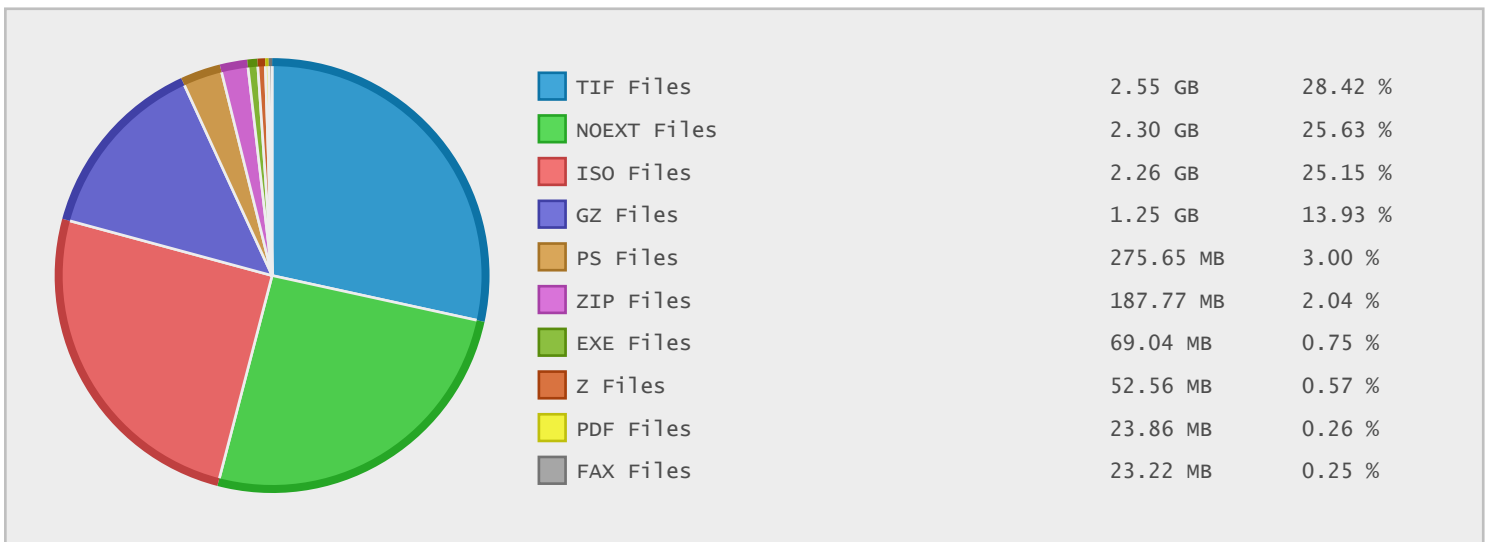 TIF Files 2.55 GB 28.42 %
NOEXT Files 2.30 GB 25.63 %
ISO Files 2.26 GB 25.15 %
GZ Files 1.25 GB 13.93 %
PS Files 275.65 MB 3.00 %
ZIP Files 187.77 MB 2.04 %
EXE Files 69.04 MB 0.75 %
Z Files 52.56 MB 0.57 %
PDF Files 23.86 MB 0.26 %
FAX Files 23.22 MB 0.25 %